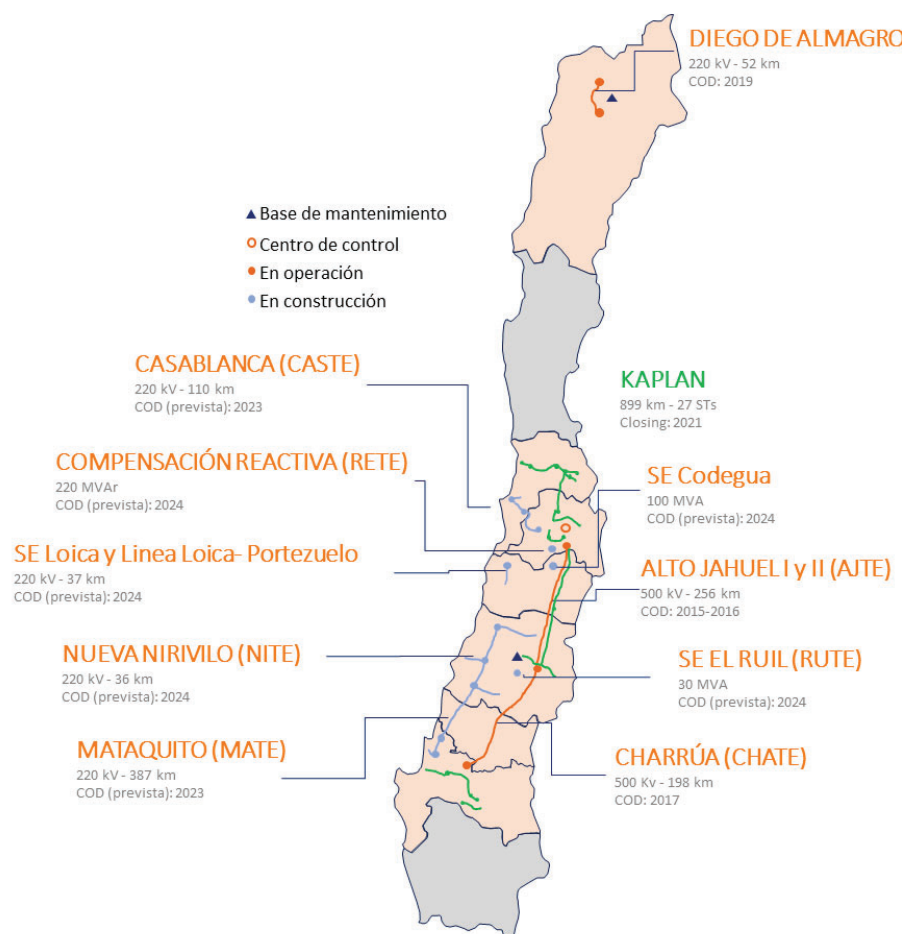 DIEGO DE ALMAGRO
220 kV - 52 km
COD: 2019
Base de mantenimiento
Centro de control
En operación
En construcción
CASABLANCA (CASTE)
220 kV - 110 km
COD (prevista): 2023
KAPLAN
899 km - 27 STs
Closing: 2021
COMPENSACIÓN REACTIVA (RETE)
220 MVAr
COD (prevista): 2024
SE Codegua
100 MVA
COD (prevista): 2024
SE Loica y Linea Loica- Portezuelo
220 kV - 37 km
COD (prevista): 2024
ALTO JAHUEL I y II (AJTE)
500 kV - 256 km
COD: 2015-2016
NUEVA NIRIVILO (NITE)
220 kV - 36 km
COD (prevista): 2024
SE EL RUIL (RUTE)
30 MVA
COD (prevista): 2024
MATAQUITO (MATE)
220 kV - 387 km
COD (prevista): 2023
CHARRÚA (CHATE)
500 Kv - 198 km
COD: 2017